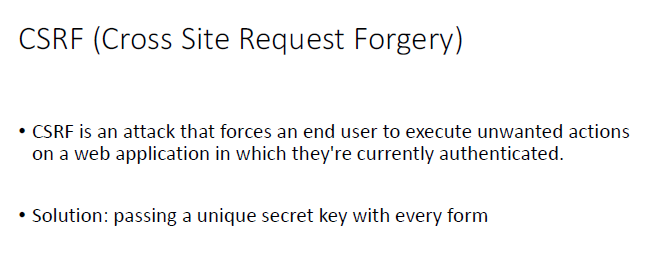 CSRF (Cross Site Request Forgery)
• CSRF is an attack that forces an end user to execute unwanted actions
on a web application in which they're currently authenticated.
• Solution: passing a unique secret key with every form